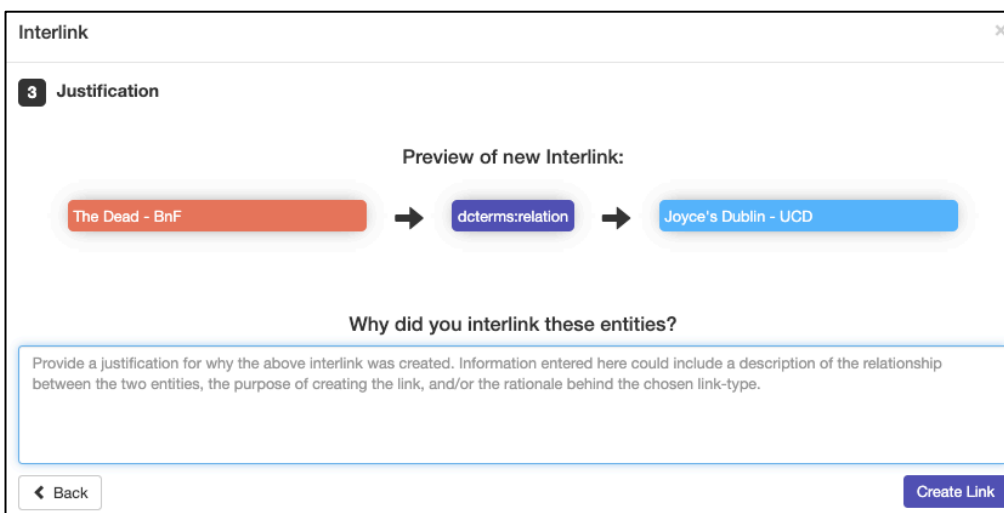 Interlink ×
3 Justification
Preview of new Interlink:
The Dead - BnF dcterms:relation Joyce's Dublin - UCD
Why did you interlink these entities?
Provide a justification for why the above interlink was created. Information entered here could include a description of the relationship
between the two entities, the purpose of creating the link, and/or the rationale behind the chosen link-type.
Back Create Link